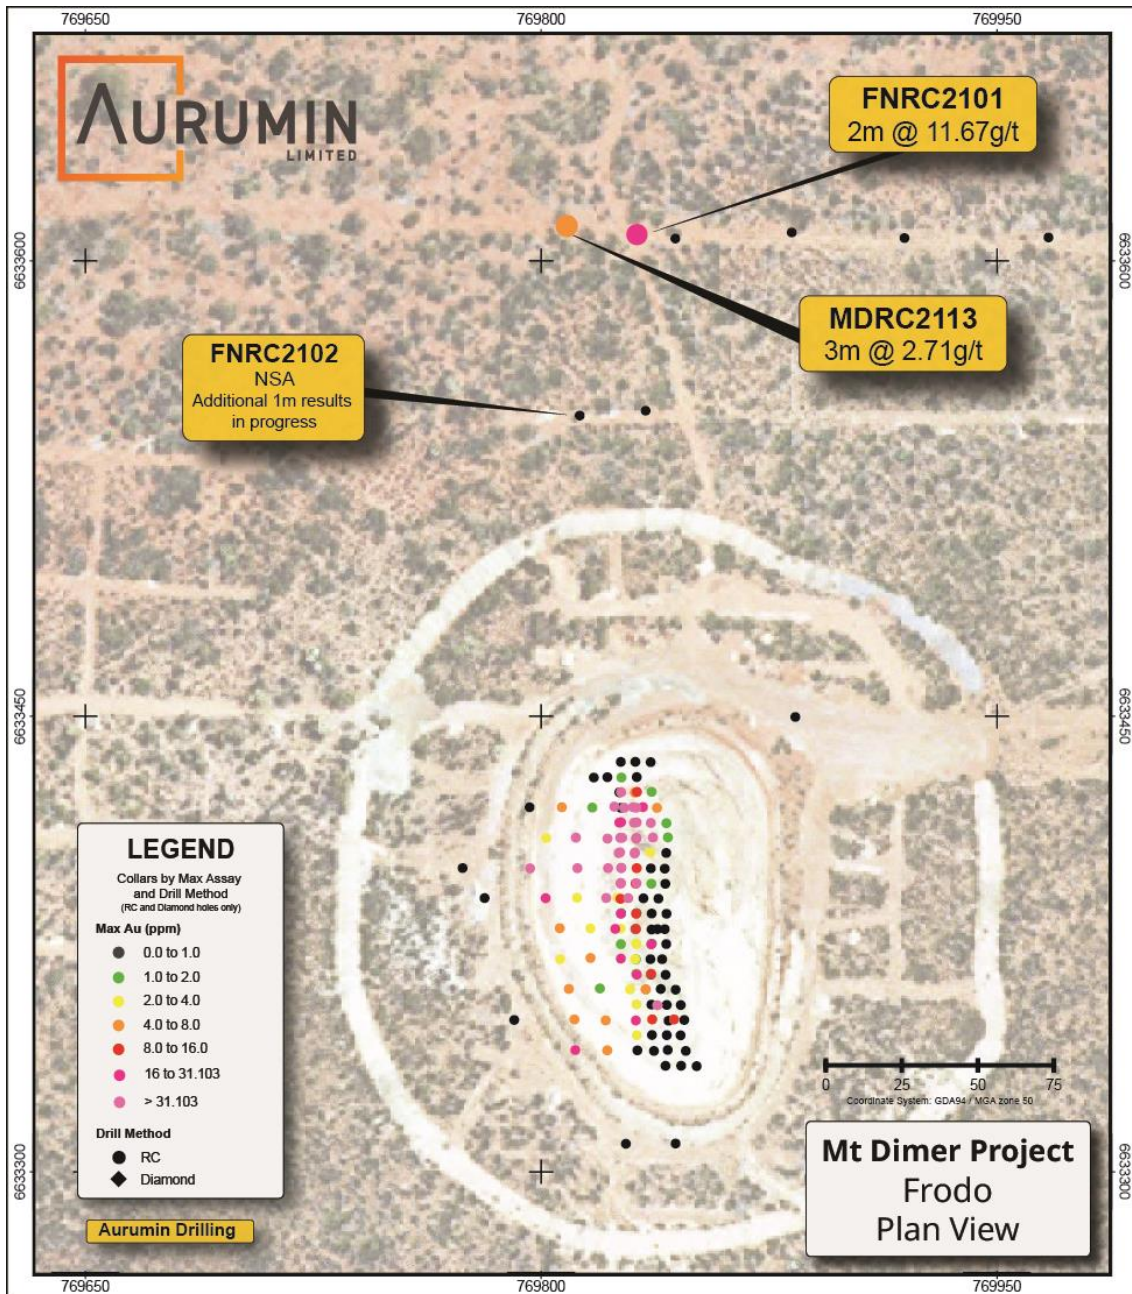 769650
769800
769950
AURUMIN
LIMITED
FNRC2101
2m @ 11.67g/t
6633600
6633600
MDRC2113
3m @ 2.71g/t
FNRC2102
NSA
Additional 1m results
in progress
6633450
6633450
LEGEND
Collars by Max Assay
and Drill Method
(RC and Diamond holes only)
Max Au (ppm)
0.0 to 1.0
1.0 to 2.0
2.0 to 4.0
4.0 to 8.0
8.0 to 16.0
16 to 31.103
> 31.103
Drill Method
RC
Diamond
0 25 50 75
Coordinate System: GDA94 / MGA zone 50
Mt Dimer Project
Frodo
Plan View
6633300
6633300
Aurumin Drilling
769650
769800
769950